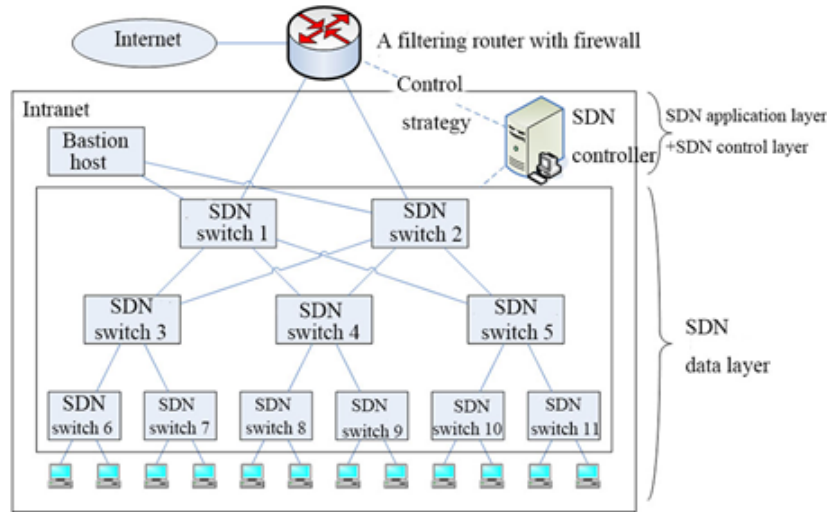 Internet
A filtering router with firewall
Control
strategy
Intranet
Bastion
host
SDN
controller
SDN application layer
+SDN control layer
SDN
switch 1
SDN
switch 2
SDN
switch 3
SDN
switch 4
SDN
switch 5
SDN
data layer
SDN
switch 6
SDN
switch 7
SDN
switch 8
SDN
switch 9
SDN
switch 10
SDN
switch 11